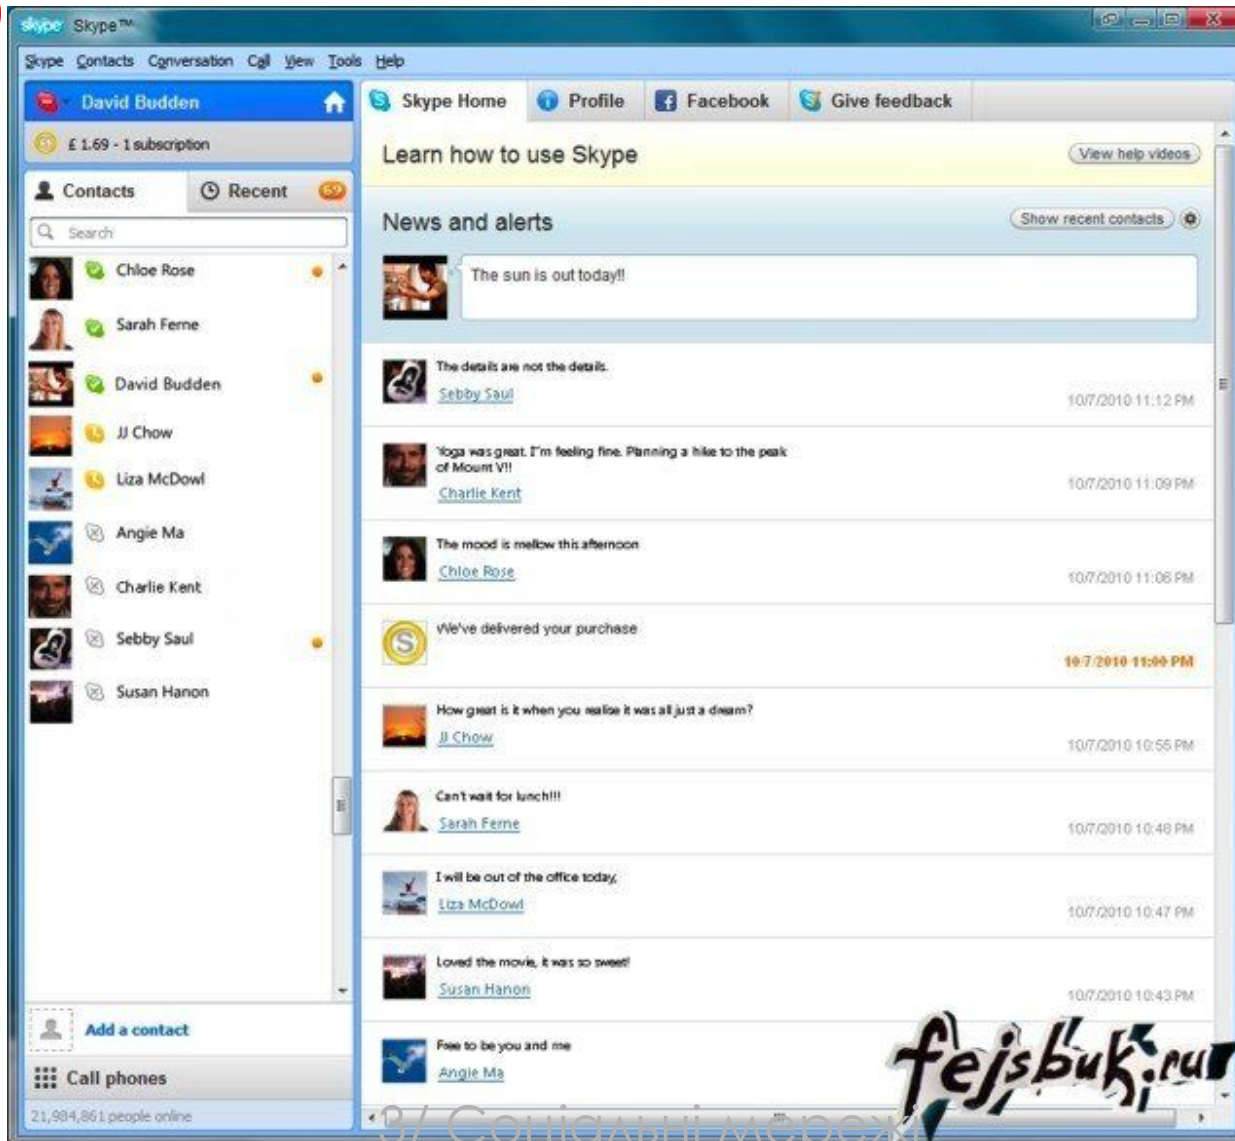 skype Skype™
Skype Contacts Conversation Call View Tools Help
David Budden
£ 1.69 - 1 subscription
Contacts Recent 69
Search
Chloe Rose
Sarah Ferne
David Budden
JJ Chow
Liza McDowl
Angie Ma
Charlie Kent
Sebby Saul
Susan Hanon
Add a contact
Call phones
21,984,861 people online
Skype Home Profile Facebook Give feedback
Learn how to use Skype View help videos
News and alerts Show recent contacts
The sun is out today!!
The details are not the details.
Sebby Saul
10/7/2010 11:12 PM
Yoga was great. I"m feeling fine. Planning a hike to the peak
of Mount V!!
Charlie Kent
10/7/2010 11:09 PM
The mood is mellow this afternoon
Chloe Rose
10/7/2010 11:06 PM
We've delivered your purchase
10/7/2010 11:00 PM
How great is it when you realise it was all just a dream?
JJ Chow
10/7/2010 10:55 PM
Can't wait for lunch!!!
Sarah Ferne
10/7/2010 10:48 PM
I will be out of the office today,
Liza McDowl
10/7/2010 10:47 PM
Loved the movie, it was so sweet!
Susan Hanon
10/7/2010 10:43 PM
Free to be you and me
Angie Ma
fejsbuk.ru
3/ Соціальні мережі